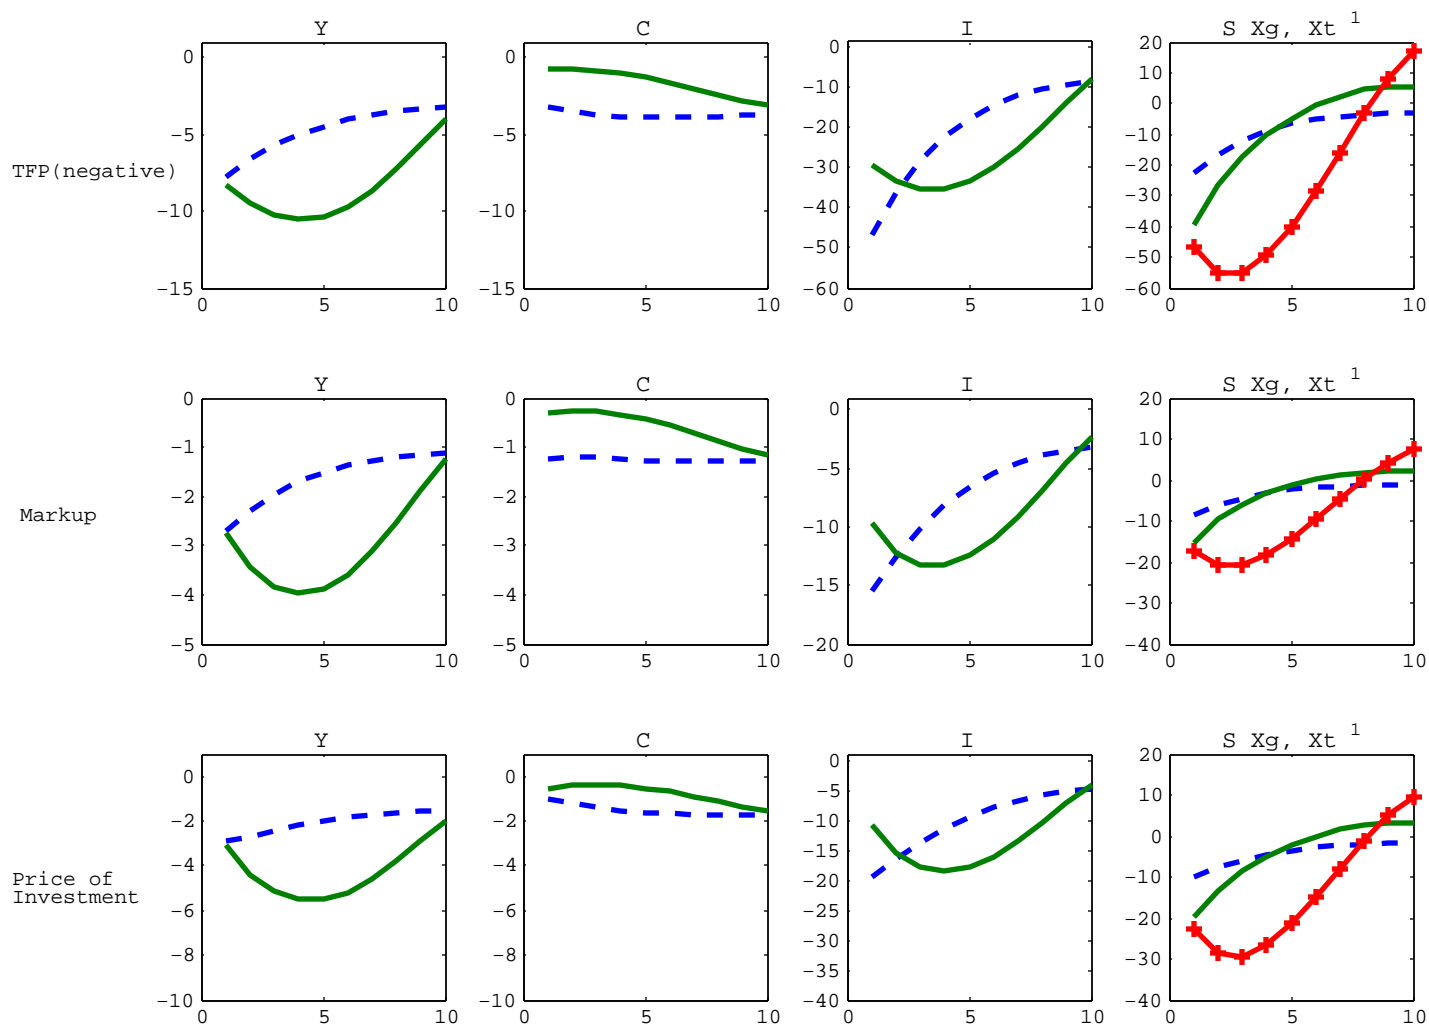 Y C I S Xg, Xt 1
0 0 0 20
10
−10 0
−5 −5 −20 −10
TFP(negative) −30 −20
−10 −10 −40 −30
−40
−50 −50
−15 −15 −60 −60
0 5 10 0 5 10 0 5 10 0 5 10
Y C I S Xg, Xt 1
0 0 0 20
−1 −1 10
−5 0
−2 −2
Markup −10 −10
−3 −3
−15 −20
−4 −4 −30
−5 −5 −20 −40
0 5 10 0 5 10 0 5 10 0 5 10
Y C I S Xg, Xt 1
0 0 0 20
−5 10
−2 −2 −10
−15 0
−4 −4
Price of −20 −10
Investment
−6 −6 −25 −20
−8 −8 −30 −30
−35
−10 −10 −40 −40
0 5 10 0 5 10 0 5 10 0 5 10